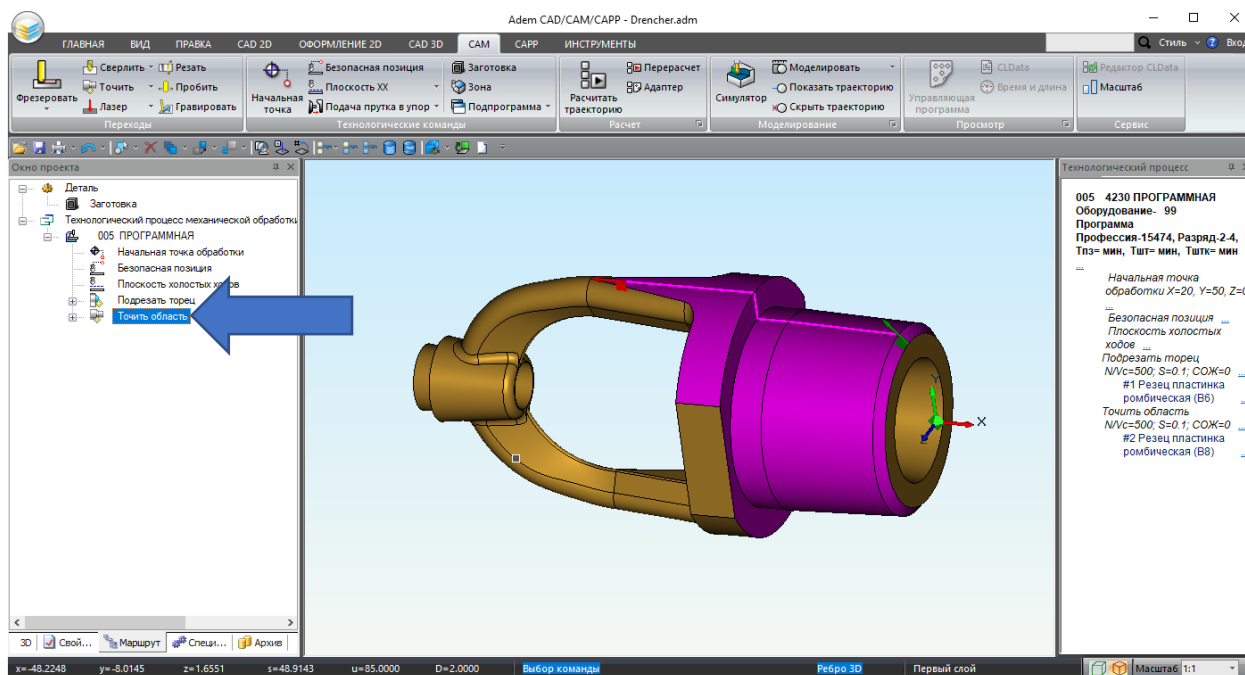 Adem CAD/CAM/CAPP - Drencher.adm
ГЛАВНАЯ ВИД ПРАВКА CAD 2D ОФОРМЛЕНИЕ 2D CAD 3D CAM CAPP ИНСТРУМЕНТЫ Стиль Вход
Фрезеровать
Сверлить Резать
Точить Пробить
Лазер Гравировать
Переходы
Начальная
точка
Безопасная позиция
Плоскость ХХ
Подача прутка в упор
Заготовка
Зона
Подпрограмма
Технологические команды
Расчитать
траекторию
Перерасчет
Адаптер
Расчет
Симулятор
Моделировать
Показать траекторию
Скрыть траекторию
Моделирование
Управляющая
программа
CLData
Время и длина
Просмотр
Редактор CLData
Масштаб
Сервис
Окно проекта
Деталь
Заготовка
Технологический процесс механической обработки
005 ПРОГРАММНАЯ
Начальная точка обработки
Безопасная позиция
Плоскость холостых
Подрезать торец
Точить область
3D Свой... Маршрут Специ... Архив
X
Y
Z
Технологический процесс
005 4230 ПРОГРАММНАЯ
Оборудование- 99
Программа
Профессия-15474, Разряд-2-4,
Тпз= мин, Тшт= мин, Тштк= мин
...
Начальная точка
обработки X=20, Y=50, Z=0
...
Безопасная позиция ...
Плоскость холостых
ходов ...
Подрезать торец
N/Vc=500; S=0.1; СОЖ=0 ...
#1 Резец пластинка
ромбическая (B6) ...
Точить область
N/Vc=500; S=0.1; СОЖ=0 ...
#2 Резец пластинка
ромбическая (B8) ...
x=-48.2248 y=-8.0145 z=1.6551 s=48.9143 u=85.0000 D=2.0000 Выбор команды Ребро 3D Первый слой Масштаб 1:1